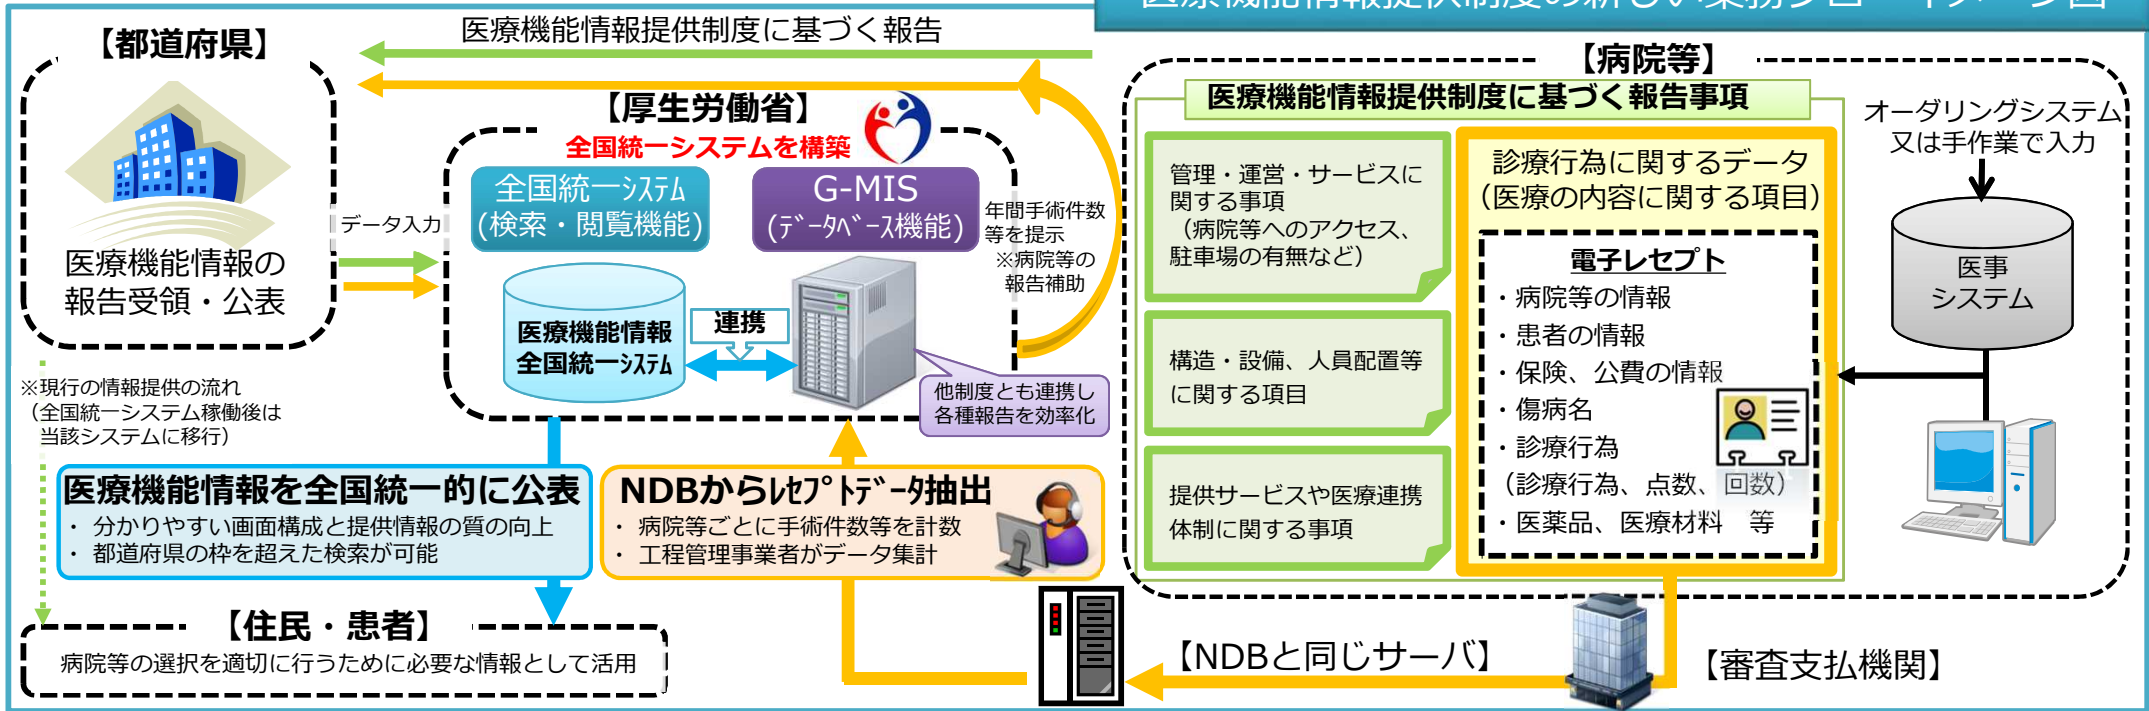 医療機能情報提供制度の新しい業務フロー イメージ図
【都道府県】
医療機能情報の
報告受領・公表
医療機能情報提供制度に基づく報告
データ入力
【厚生労働省】
全国統一システムを構築
全国統一ｼｽﾃﾑ
(検索・閲覧機能)
G-MIS
(ﾃﾞｰﾀﾍﾞｰｽ機能)
医療機能情報
全国統一ｼｽﾃﾑ
連携
他制度とも連携し
各種報告を効率化
年間手術件数
等を提示
※病院等の
報告補助
【病院等】
医療機能情報提供制度に基づく報告事項
管理・運営・サービスに
関する事項
（病院等へのアクセス、
駐車場の有無など）
構造・設備、人員配置等
に関する項目
提供サービスや医療連携
体制に関する事項
診療行為に関するデータ
（医療の内容に関する項目）
電子レセプト
・病院等の情報
・患者の情報
・保険、公費の情報
・傷病名
・診療行為
（診療行為、点数、回数）
・医薬品、医療材料　等
オーダリングシステム
又は手作業で入力
医事
システム
※現行の情報提供の流れ
（全国統一システム稼働後は
当該システムに移行）
医療機能情報を全国統一的に公表
・ 分かりやすい画面構成と提供情報の質の向上
・ 都道府県の枠を超えた検索が可能
NDBからﾚｾﾌﾟﾄﾃﾞｰﾀ抽出
・ 病院等ごとに手術件数等を計数
・ 工程管理事業者がデータ集計
【住民・患者】
病院等の選択を適切に行うために必要な情報として活用
【NDBと同じサーバ】
【審査支払機関】